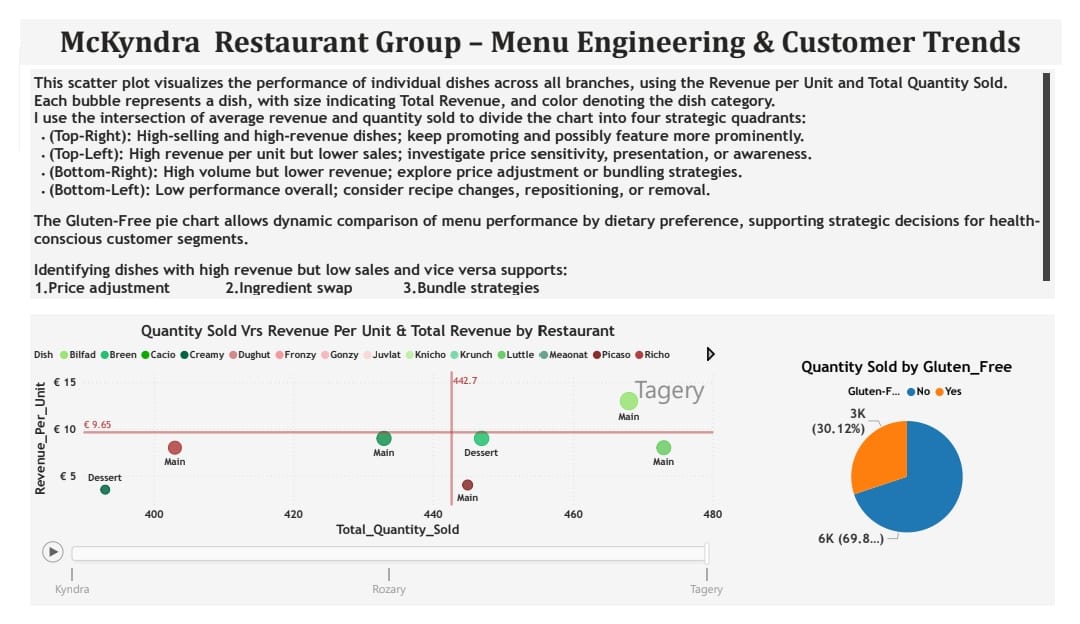 McKyndra Restaurant Group – Menu Engineering & Customer Trends
This scatter plot visualizes the performance of individual dishes across all branches, using the Revenue per Unit and Total Quantity Sold.
Each bubble represents a dish, with size indicating Total Revenue, and color denoting the dish category.
I use the intersection of average revenue and quantity sold to divide the chart into four strategic quadrants:
• (Top-Right): High-selling and high-revenue dishes; keep promoting and possibly feature more prominently.
• (Top-Left): High revenue per unit but lower sales; investigate price sensitivity, presentation, or awareness.
• (Bottom-Right): High volume but lower revenue; explore price adjustment or bundling strategies.
• (Bottom-Left): Low performance overall; consider recipe changes, repositioning, or removal.
The Gluten-Free pie chart allows dynamic comparison of menu performance by dietary preference, supporting strategic decisions for health-
conscious customer segments.
Identifying dishes with high revenue but low sales and vice versa supports:
1.Price adjustment 2.Ingredient swap 3.Bundle strategies
Quantity Sold Vrs Revenue Per Unit & Total Revenue by Restaurant
Dish Bilfad Breen Cacio Creamy Dughut Fronzy Gonzy Juvlat Knicho Krunch Luttle Meaonat Picaso Richo
Revenue_Per_Unit
€ 15
€ 10
€ 5
€ 9.65
442.7
Tagery
Main
Main
Dessert
Main
Main
Dessert
Main
400 420 440 460 480
Total_Quantity_Sold
Kyndra Rozary Tagery
Quantity Sold by Gluten_Free
Gluten-F... No Yes
3K
(30.12%)
6K (69.8...)